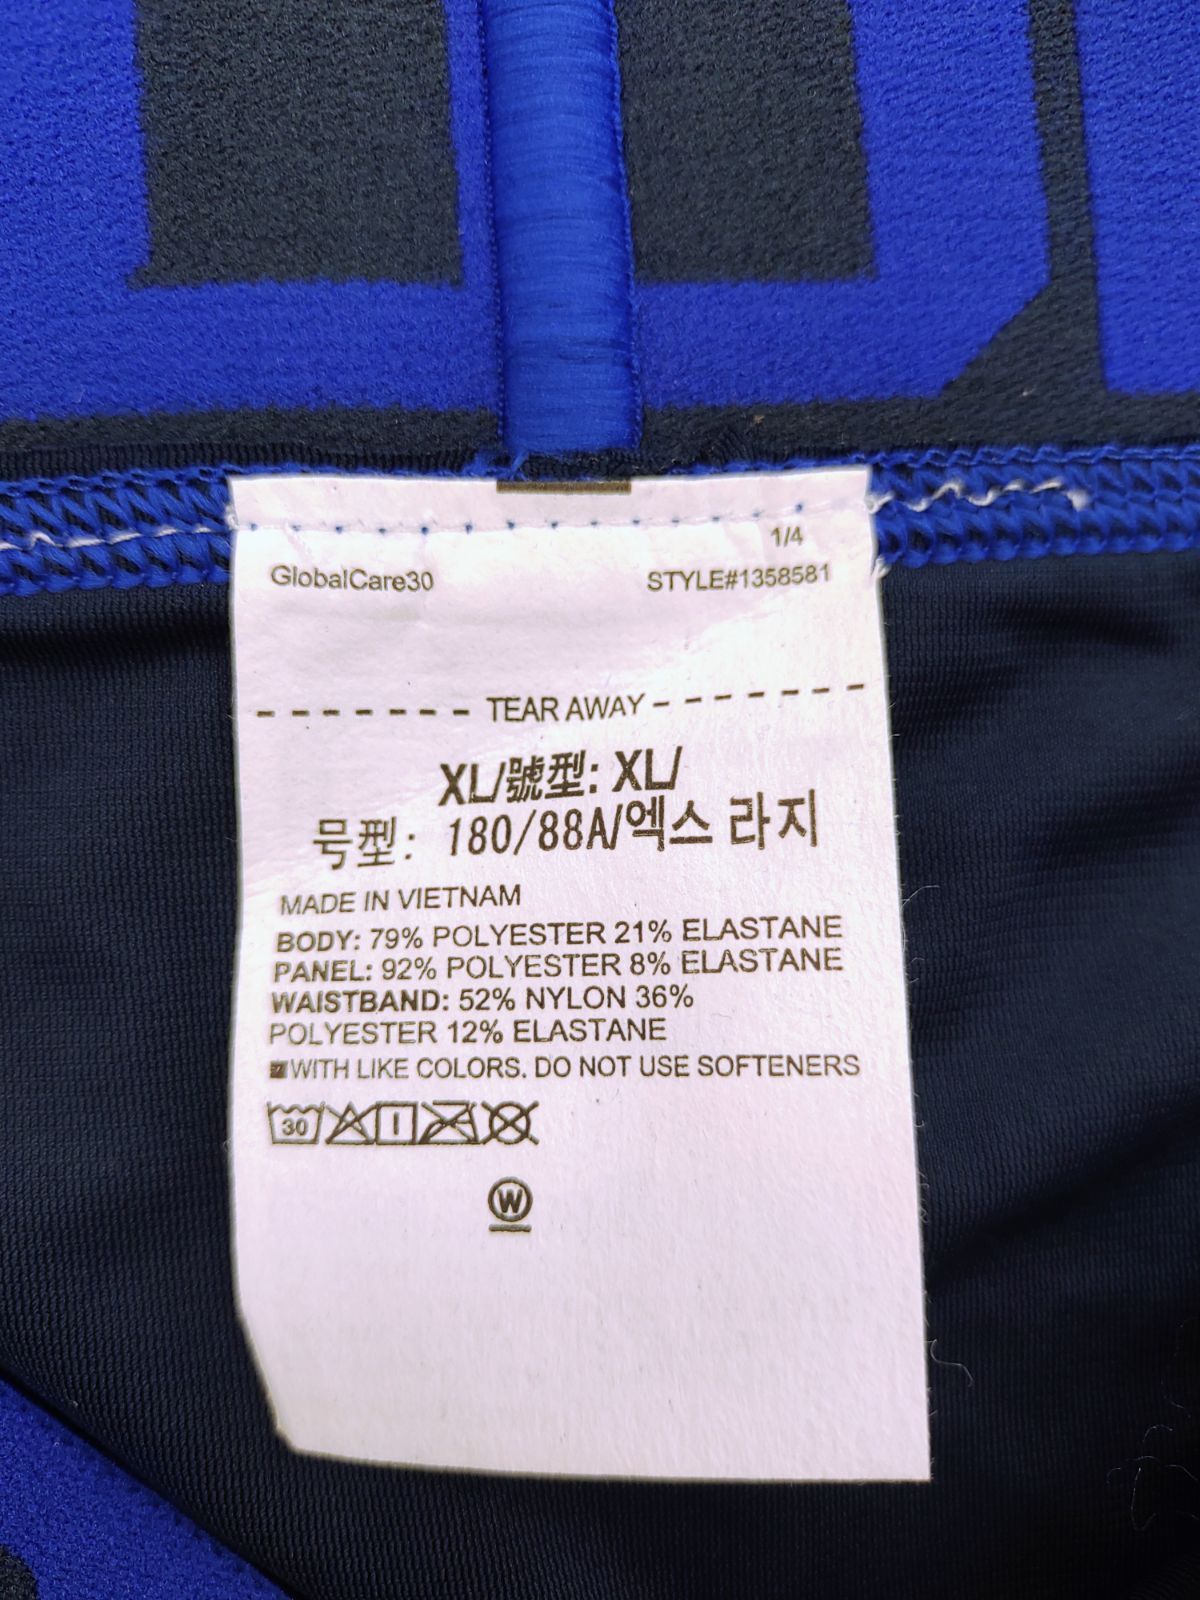 1/4
GlobalCare30 STYLE#1358581
TEAR AWAY
XL/號型: XL/
号型: 180/88A/엑스 라지
MADE IN VIETNAM
BODY: 79% POLYESTER 21% ELASTANE
PANEL: 92% POLYESTER 8% ELASTANE
WAISTBAND: 52% NYLON 36%
POLYESTER 12% ELASTANE
WITH LIKE COLORS. DO NOT USE SOFTENERS
30
W